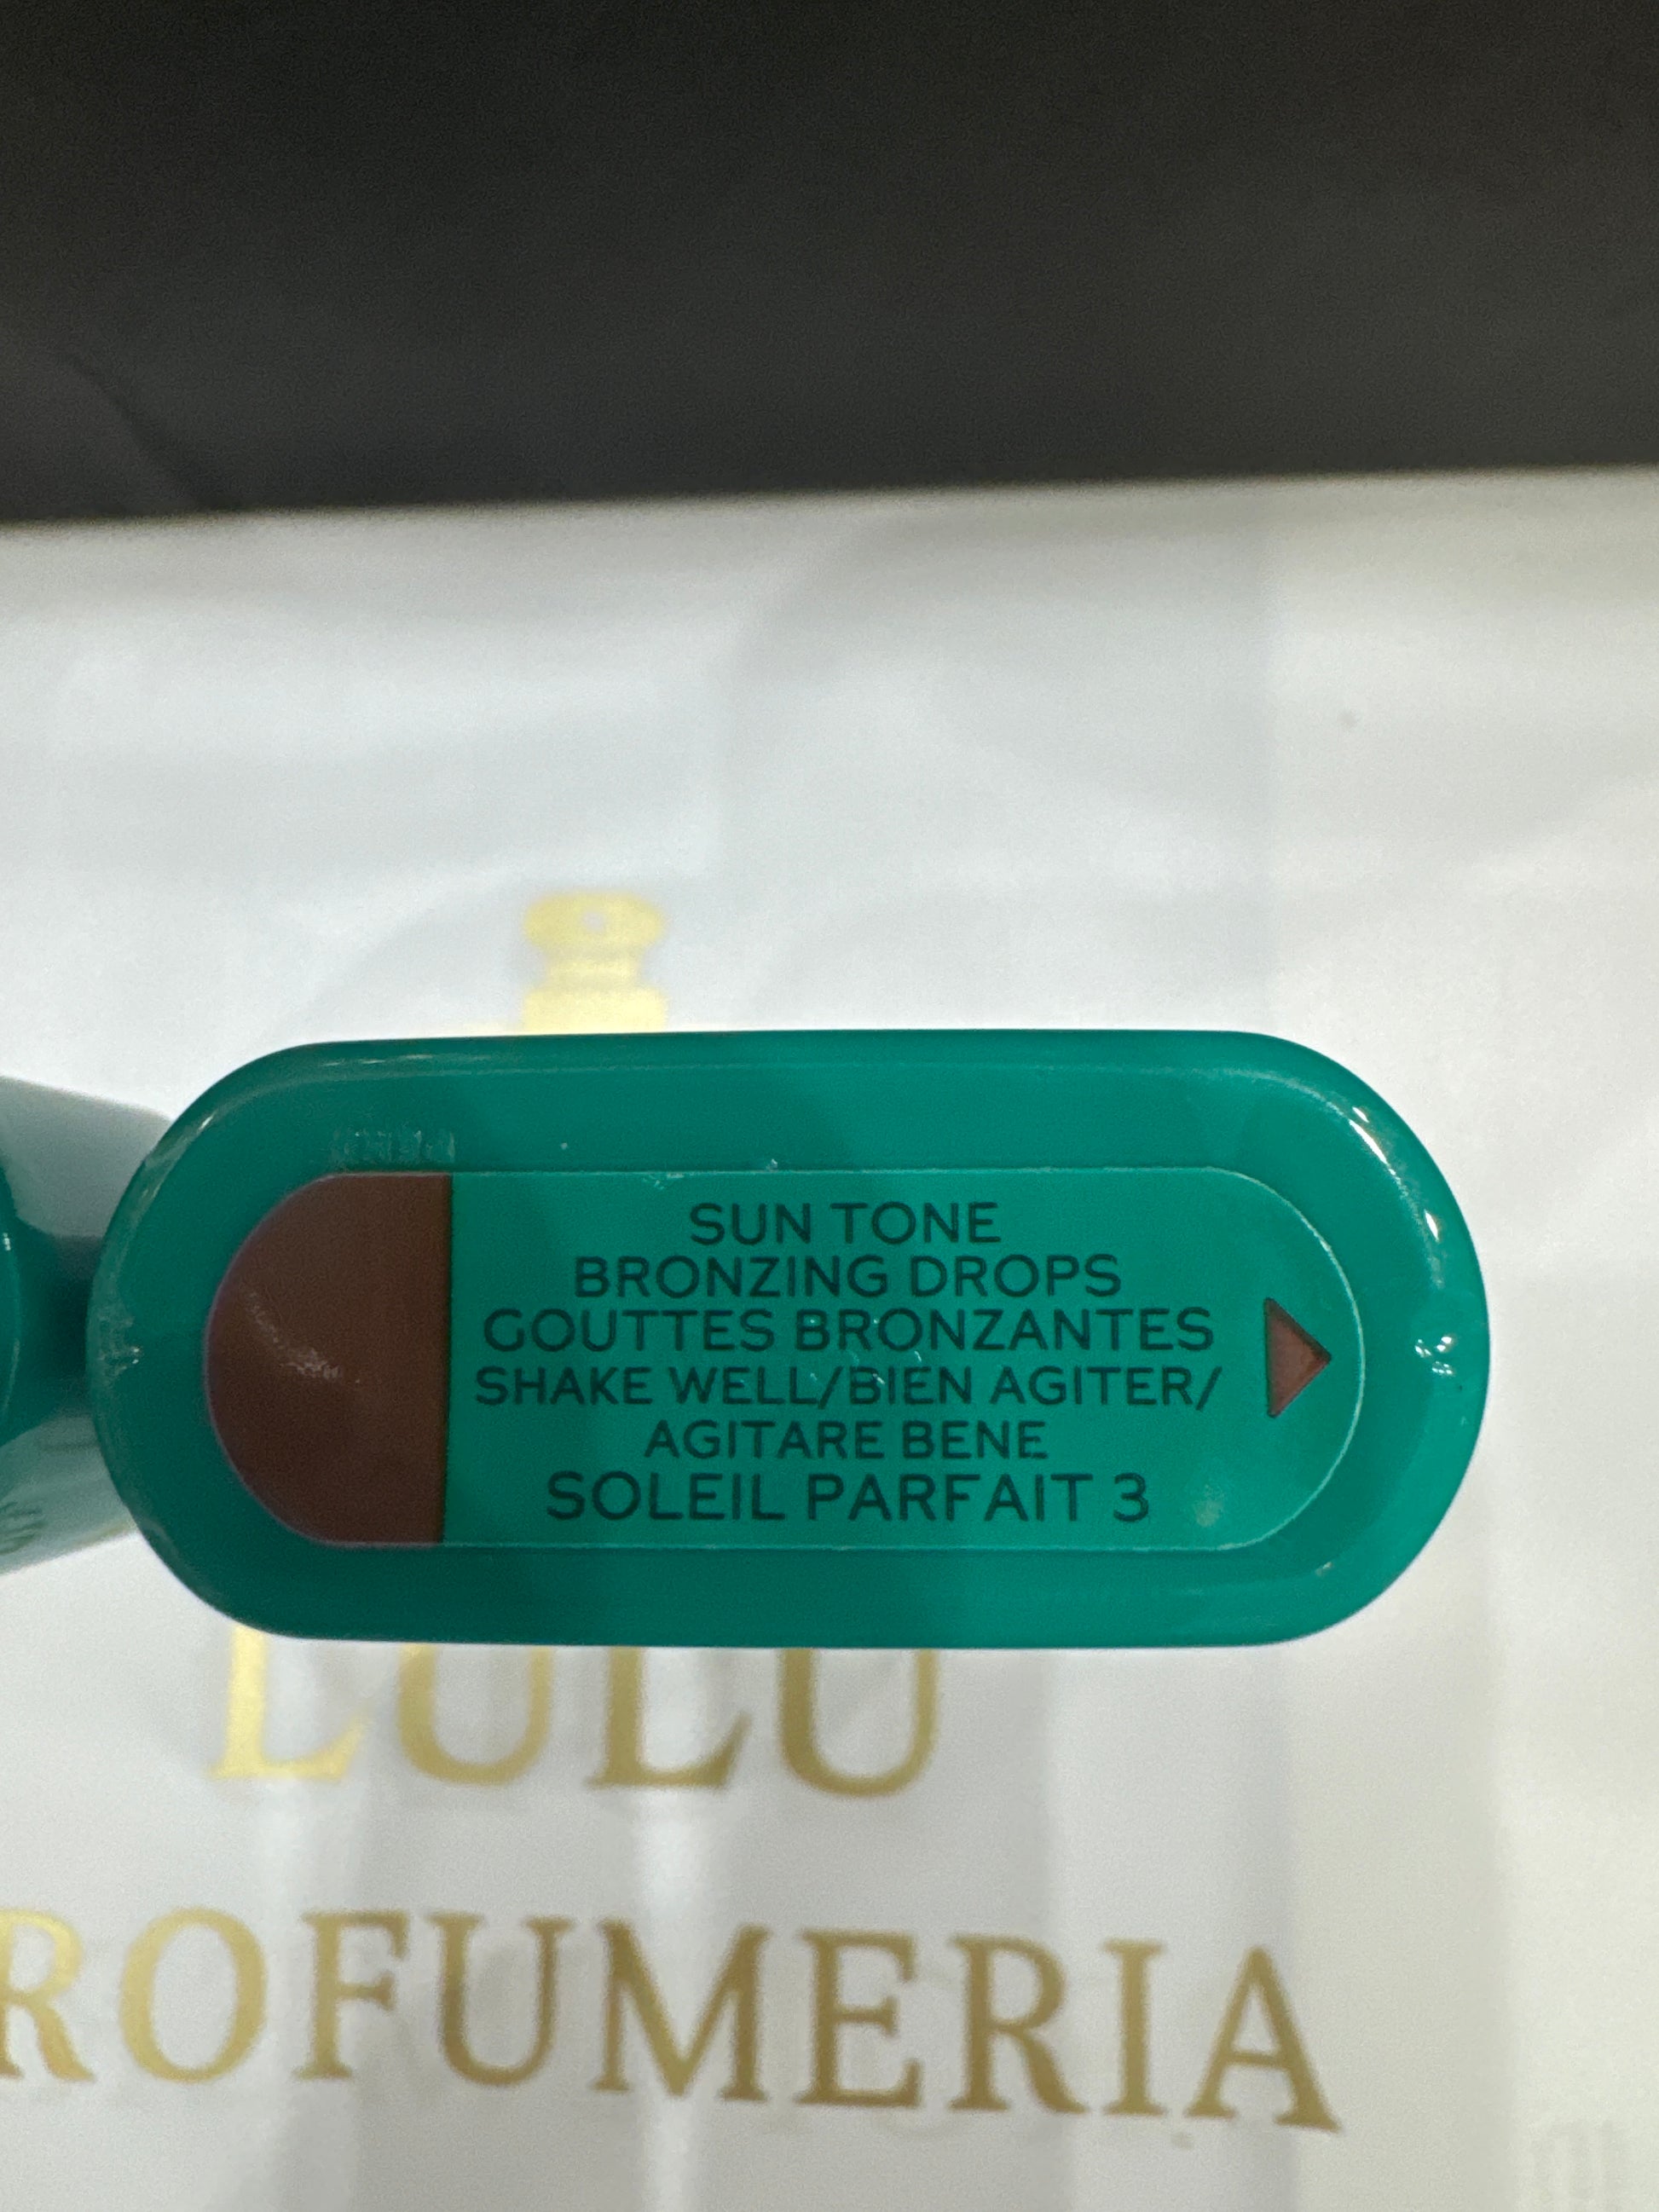 SUN TONE
BRONZING DROPS
GOUTTES BRONZANTES
SHAKE WELL/BIEN AGITER/
AGITARE BENE
SOLEIL PARFAIT 3
LULU
ROFUMERIA